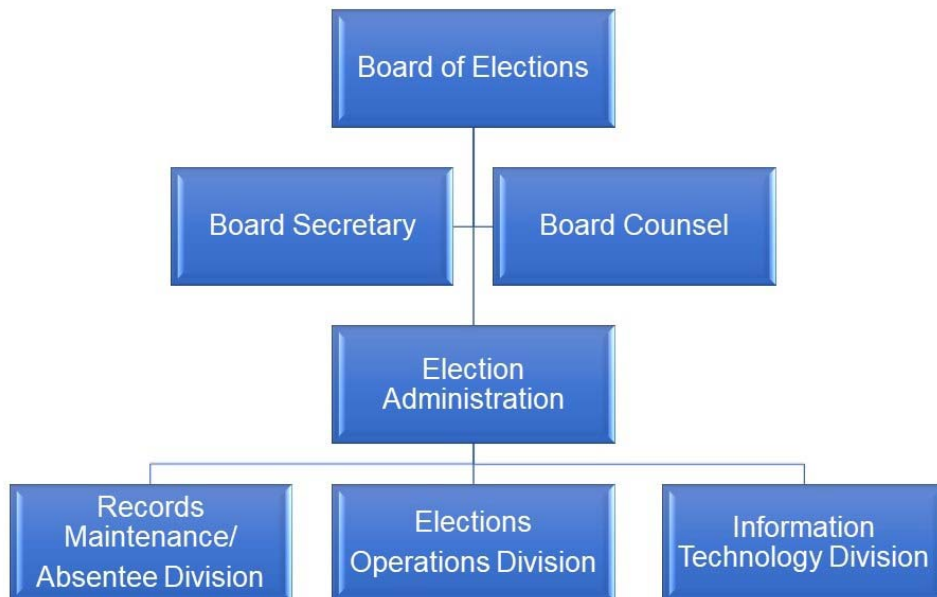 Board of Elections
Board Secretary
Board Counsel
Election
Administration
Records
Maintenance/
Absentee Division
Elections
Operations Division
Information
Technology Division